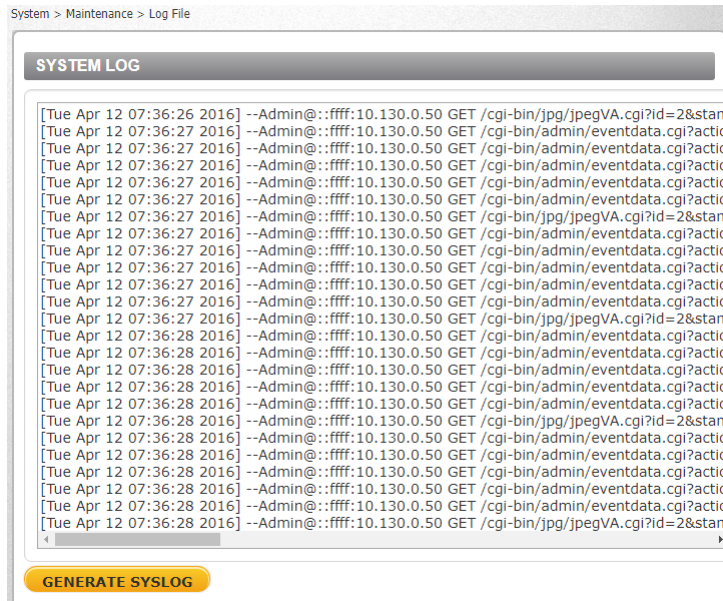 System > Maintenance > Log File
SYSTEM LOG
[Tue Apr 12 07:36:26 2016] --Admin@::ffff:10.130.0.50 GET /cgi-bin/jpg/jpegVA.cgi?id=2&stan
[Tue Apr 12 07:36:27 2016] --Admin@::ffff:10.130.0.50 GET /cgi-bin/admin/eventdata.cgi?actio
[Tue Apr 12 07:36:27 2016] --Admin@::ffff:10.130.0.50 GET /cgi-bin/admin/eventdata.cgi?actio
[Tue Apr 12 07:36:27 2016] --Admin@::ffff:10.130.0.50 GET /cgi-bin/admin/eventdata.cgi?actio
[Tue Apr 12 07:36:27 2016] --Admin@::ffff:10.130.0.50 GET /cgi-bin/admin/eventdata.cgi?actio
[Tue Apr 12 07:36:27 2016] --Admin@::ffff:10.130.0.50 GET /cgi-bin/admin/eventdata.cgi?actio
[Tue Apr 12 07:36:27 2016] --Admin@::ffff:10.130.0.50 GET /cgi-bin/jpg/jpegVA.cgi?id=2&stan
[Tue Apr 12 07:36:27 2016] --Admin@::ffff:10.130.0.50 GET /cgi-bin/admin/eventdata.cgi?actio
[Tue Apr 12 07:36:27 2016] --Admin@::ffff:10.130.0.50 GET /cgi-bin/admin/eventdata.cgi?actio
[Tue Apr 12 07:36:27 2016] --Admin@::ffff:10.130.0.50 GET /cgi-bin/admin/eventdata.cgi?actio
[Tue Apr 12 07:36:27 2016] --Admin@::ffff:10.130.0.50 GET /cgi-bin/admin/eventdata.cgi?actio
[Tue Apr 12 07:36:27 2016] --Admin@::ffff:10.130.0.50 GET /cgi-bin/admin/eventdata.cgi?actio
[Tue Apr 12 07:36:27 2016] --Admin@::ffff:10.130.0.50 GET /cgi-bin/jpg/jpegVA.cgi?id=2&stan
[Tue Apr 12 07:36:28 2016] --Admin@::ffff:10.130.0.50 GET /cgi-bin/admin/eventdata.cgi?actio
[Tue Apr 12 07:36:28 2016] --Admin@::ffff:10.130.0.50 GET /cgi-bin/admin/eventdata.cgi?actio
[Tue Apr 12 07:36:28 2016] --Admin@::ffff:10.130.0.50 GET /cgi-bin/admin/eventdata.cgi?actio
[Tue Apr 12 07:36:28 2016] --Admin@::ffff:10.130.0.50 GET /cgi-bin/admin/eventdata.cgi?actio
[Tue Apr 12 07:36:28 2016] --Admin@::ffff:10.130.0.50 GET /cgi-bin/admin/eventdata.cgi?actio
[Tue Apr 12 07:36:28 2016] --Admin@::ffff:10.130.0.50 GET /cgi-bin/jpg/jpegVA.cgi?id=2&stan
[Tue Apr 12 07:36:28 2016] --Admin@::ffff:10.130.0.50 GET /cgi-bin/admin/eventdata.cgi?actio
[Tue Apr 12 07:36:28 2016] --Admin@::ffff:10.130.0.50 GET /cgi-bin/admin/eventdata.cgi?actio
[Tue Apr 12 07:36:28 2016] --Admin@::ffff:10.130.0.50 GET /cgi-bin/admin/eventdata.cgi?actio
[Tue Apr 12 07:36:28 2016] --Admin@::ffff:10.130.0.50 GET /cgi-bin/admin/eventdata.cgi?actio
[Tue Apr 12 07:36:28 2016] --Admin@::ffff:10.130.0.50 GET /cgi-bin/admin/eventdata.cgi?actio
[Tue Apr 12 07:36:28 2016] --Admin@::ffff:10.130.0.50 GET /cgi-bin/jpg/jpegVA.cgi?id=2&stan
GENERATE SYSLOG